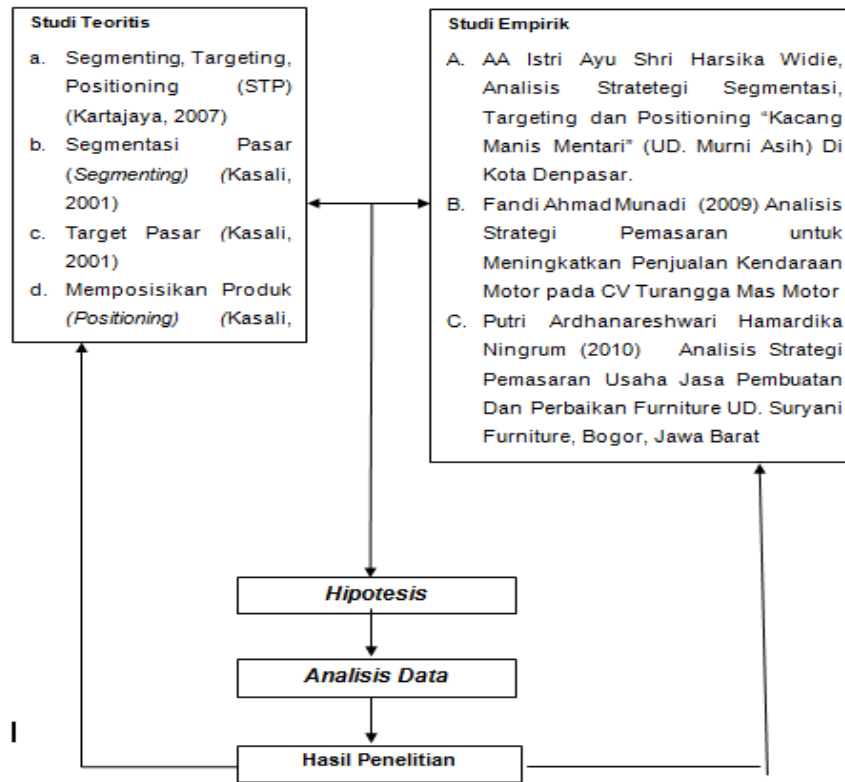 Studi Teoritis
a. Segmenting, Targeting,
Positioning (STP)
(Kartajaya, 2007)
b. Segmentasi Pasar
(Segmenting) (Kasali,
2001)
c. Target Pasar (Kasali,
2001)
d. Memposisikan Produk
(Positioning) (Kasali,
Studi Empirik
A. AA Istri Ayu Shri Harsika Widie,
Analisis Stratetegi Segmentasi,
Targeting dan Positioning “Kacang
Manis Mentari” (UD. Murni Asih) Di
Kota Denpasar.
B. Fandi Ahmad Munadi (2009) Analisis
Strategi Pemasaran untuk
Meningkatkan Penjualan Kendaraan
Motor pada CV Turangga Mas Motor
C. Putri Ardhanareshwari Hamardika
Ningrum (2010) Analisis Strategi
Pemasaran Usaha Jasa Pembuatan
Dan Perbaikan Furniture UD. Suryani
Furniture, Bogor, Jawa Barat
Hipotesis
Analisis Data
I
Hasil Penelitian